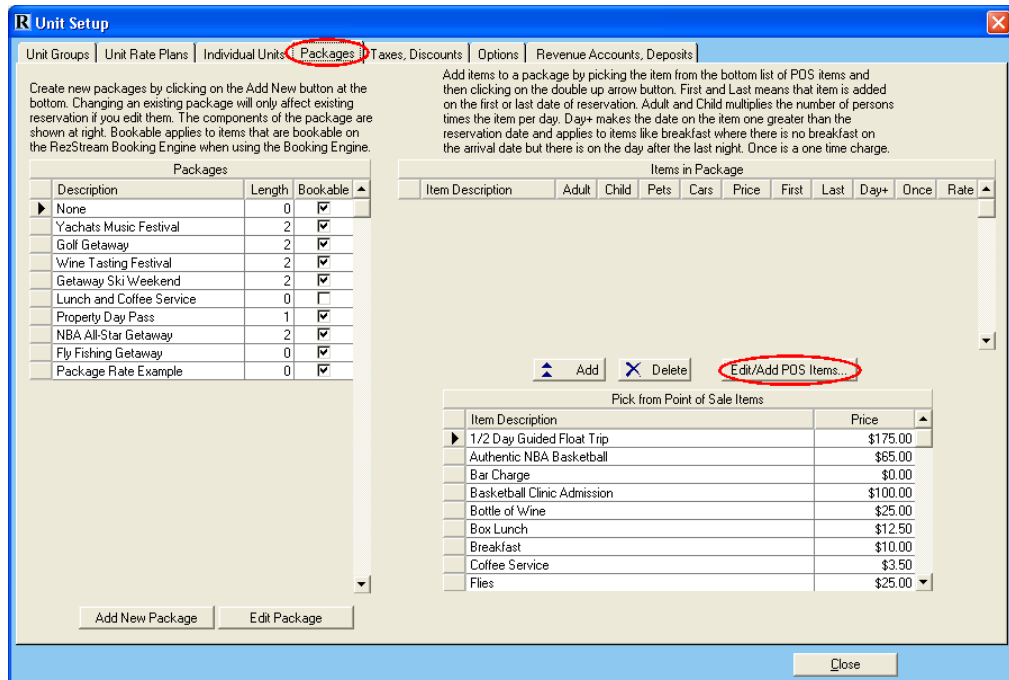 R Unit Setup
Unit Groups Unit Rate Plans Individual Units Packages Taxes, Discounts Options Revenue Accounts, Deposits
Create new packages by clicking on the Add New button at the
bottom. Changing an existing package will only affect existing
reservation if you edit them. The components of the package are
shown at right. Bookable applies to items that are bookable on
the RezStream Booking Engine when using the Booking Engine.
Add items to a package by picking the item from the bottom list of POS items and
then clicking on the double up arrow button. First and Last means that item is added
on the first or last date of reservation. Adult and Child multiplies the number of persons
times the item per day. Day+ makes the date on the item one greater than the
reservation date and applies to items like breakfast where there is no breakfast on
the arrival date but there is on the day after the last night. Once is a one time charge.
Packages
Description Length Bookable
None 0
Yachats Music Festival 2
Golf Getaway 2
Wine Tasting Festival 2
Getaway Ski Weekend 2
Lunch and Coffee Service 0
Property Day Pass 1
NBA All-Star Getaway 2
Fly Fishing Getaway 0
Package Rate Example 0
Add New Package Edit Package
Items in Package
Item Description Adult Child Pets Cars Price First Last Day+ Once Rate
Add Delete Edit/Add POS Items...
Pick from Point of Sale Items
Item Description Price
1/2 Day Guided Float Trip $175.00
Authentic NBA Basketball $65.00
Bar Charge $0.00
Basketball Clinic Admission $100.00
Bottle of Wine $25.00
Box Lunch $12.50
Breakfast $10.00
Coffee Service $3.50
Flies $25.00
Close